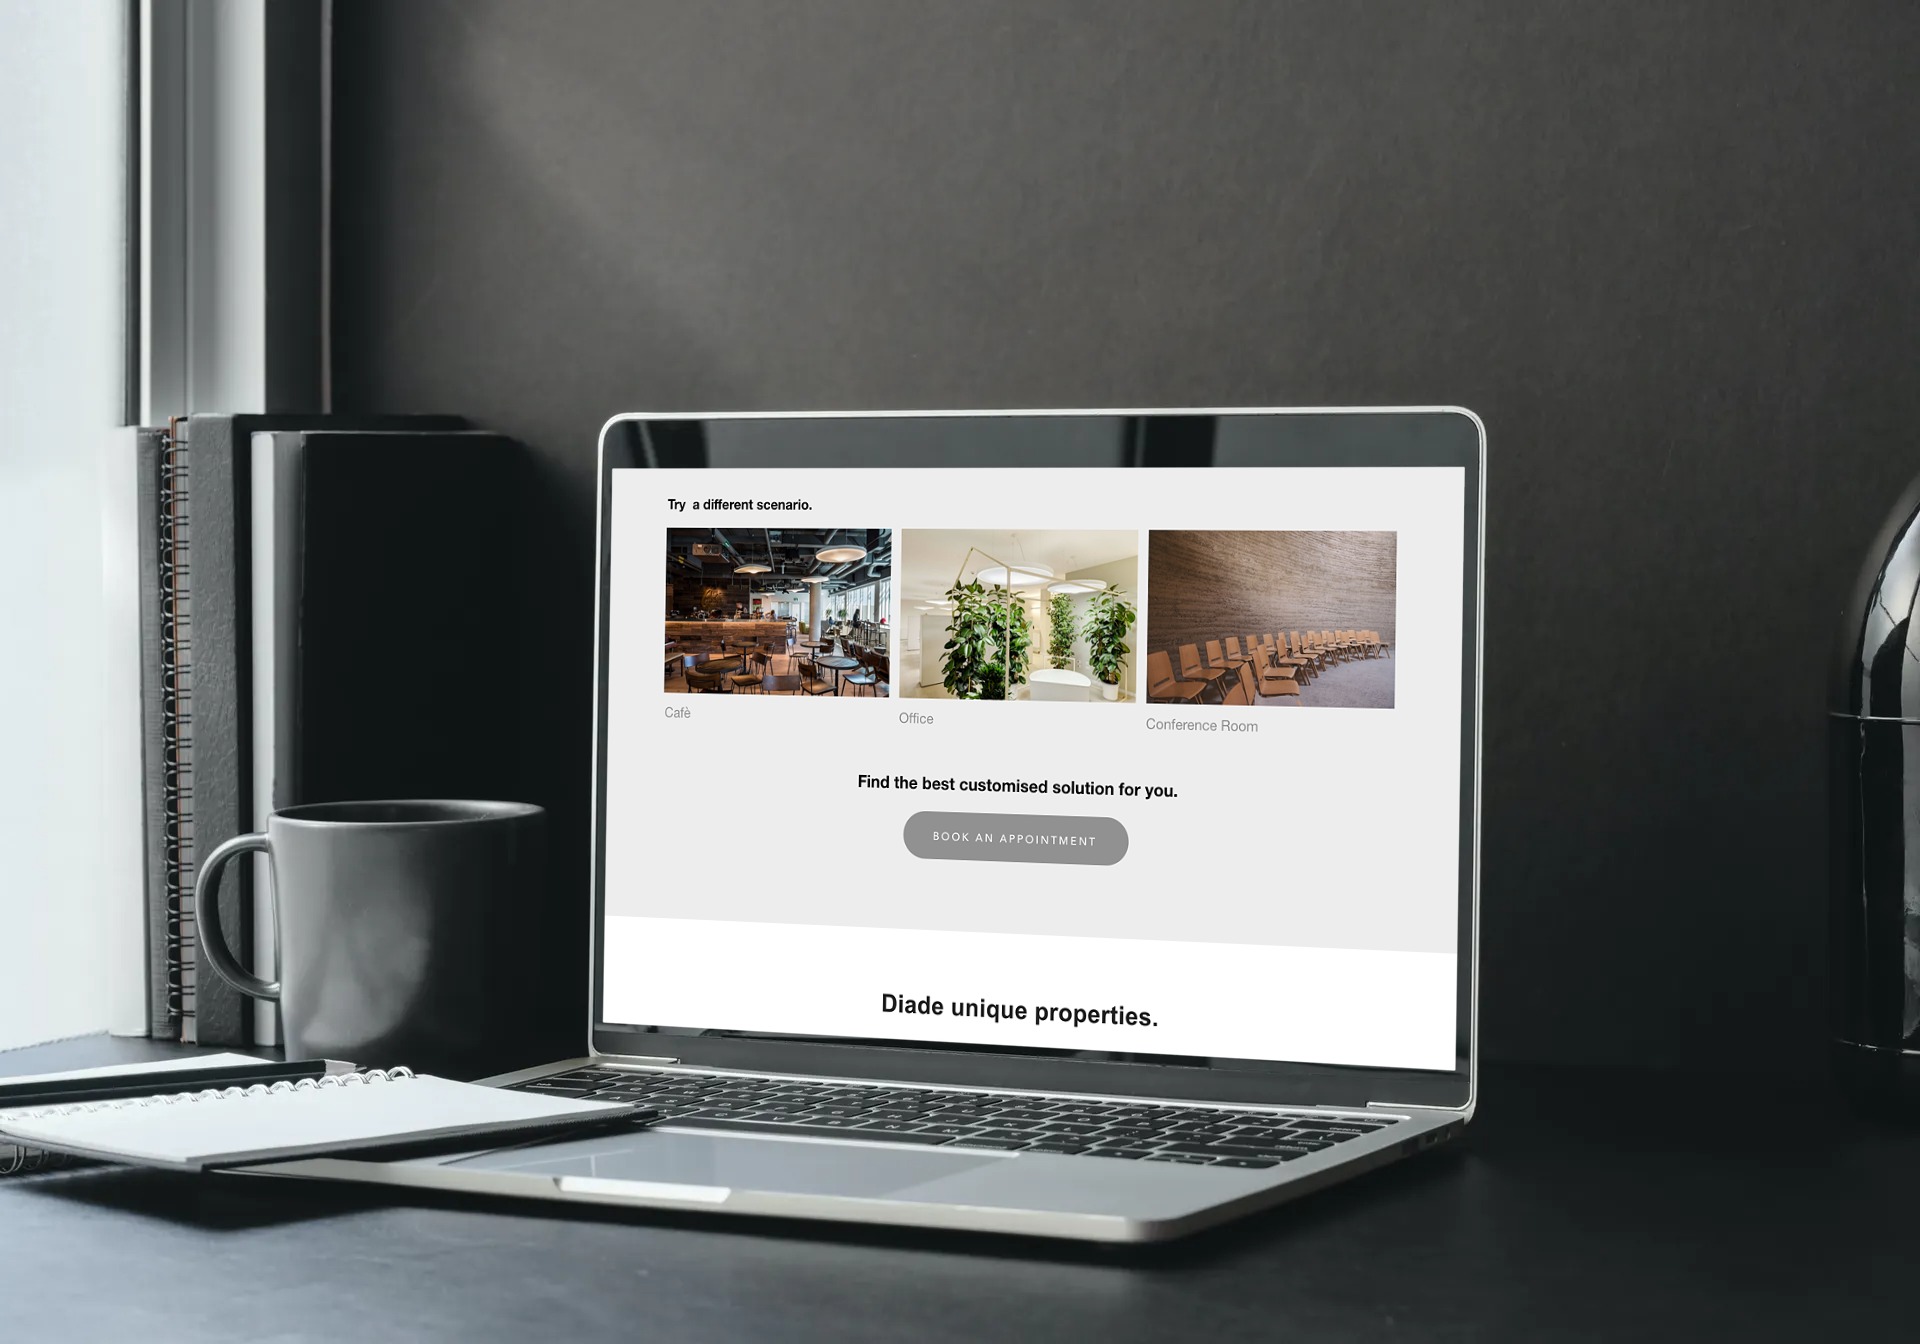 Try a different scenario.
Cafè
Office
Conference Room
Find the best customised solution for you.
BOOK AN APPOINTMENT
Diade unique properties.